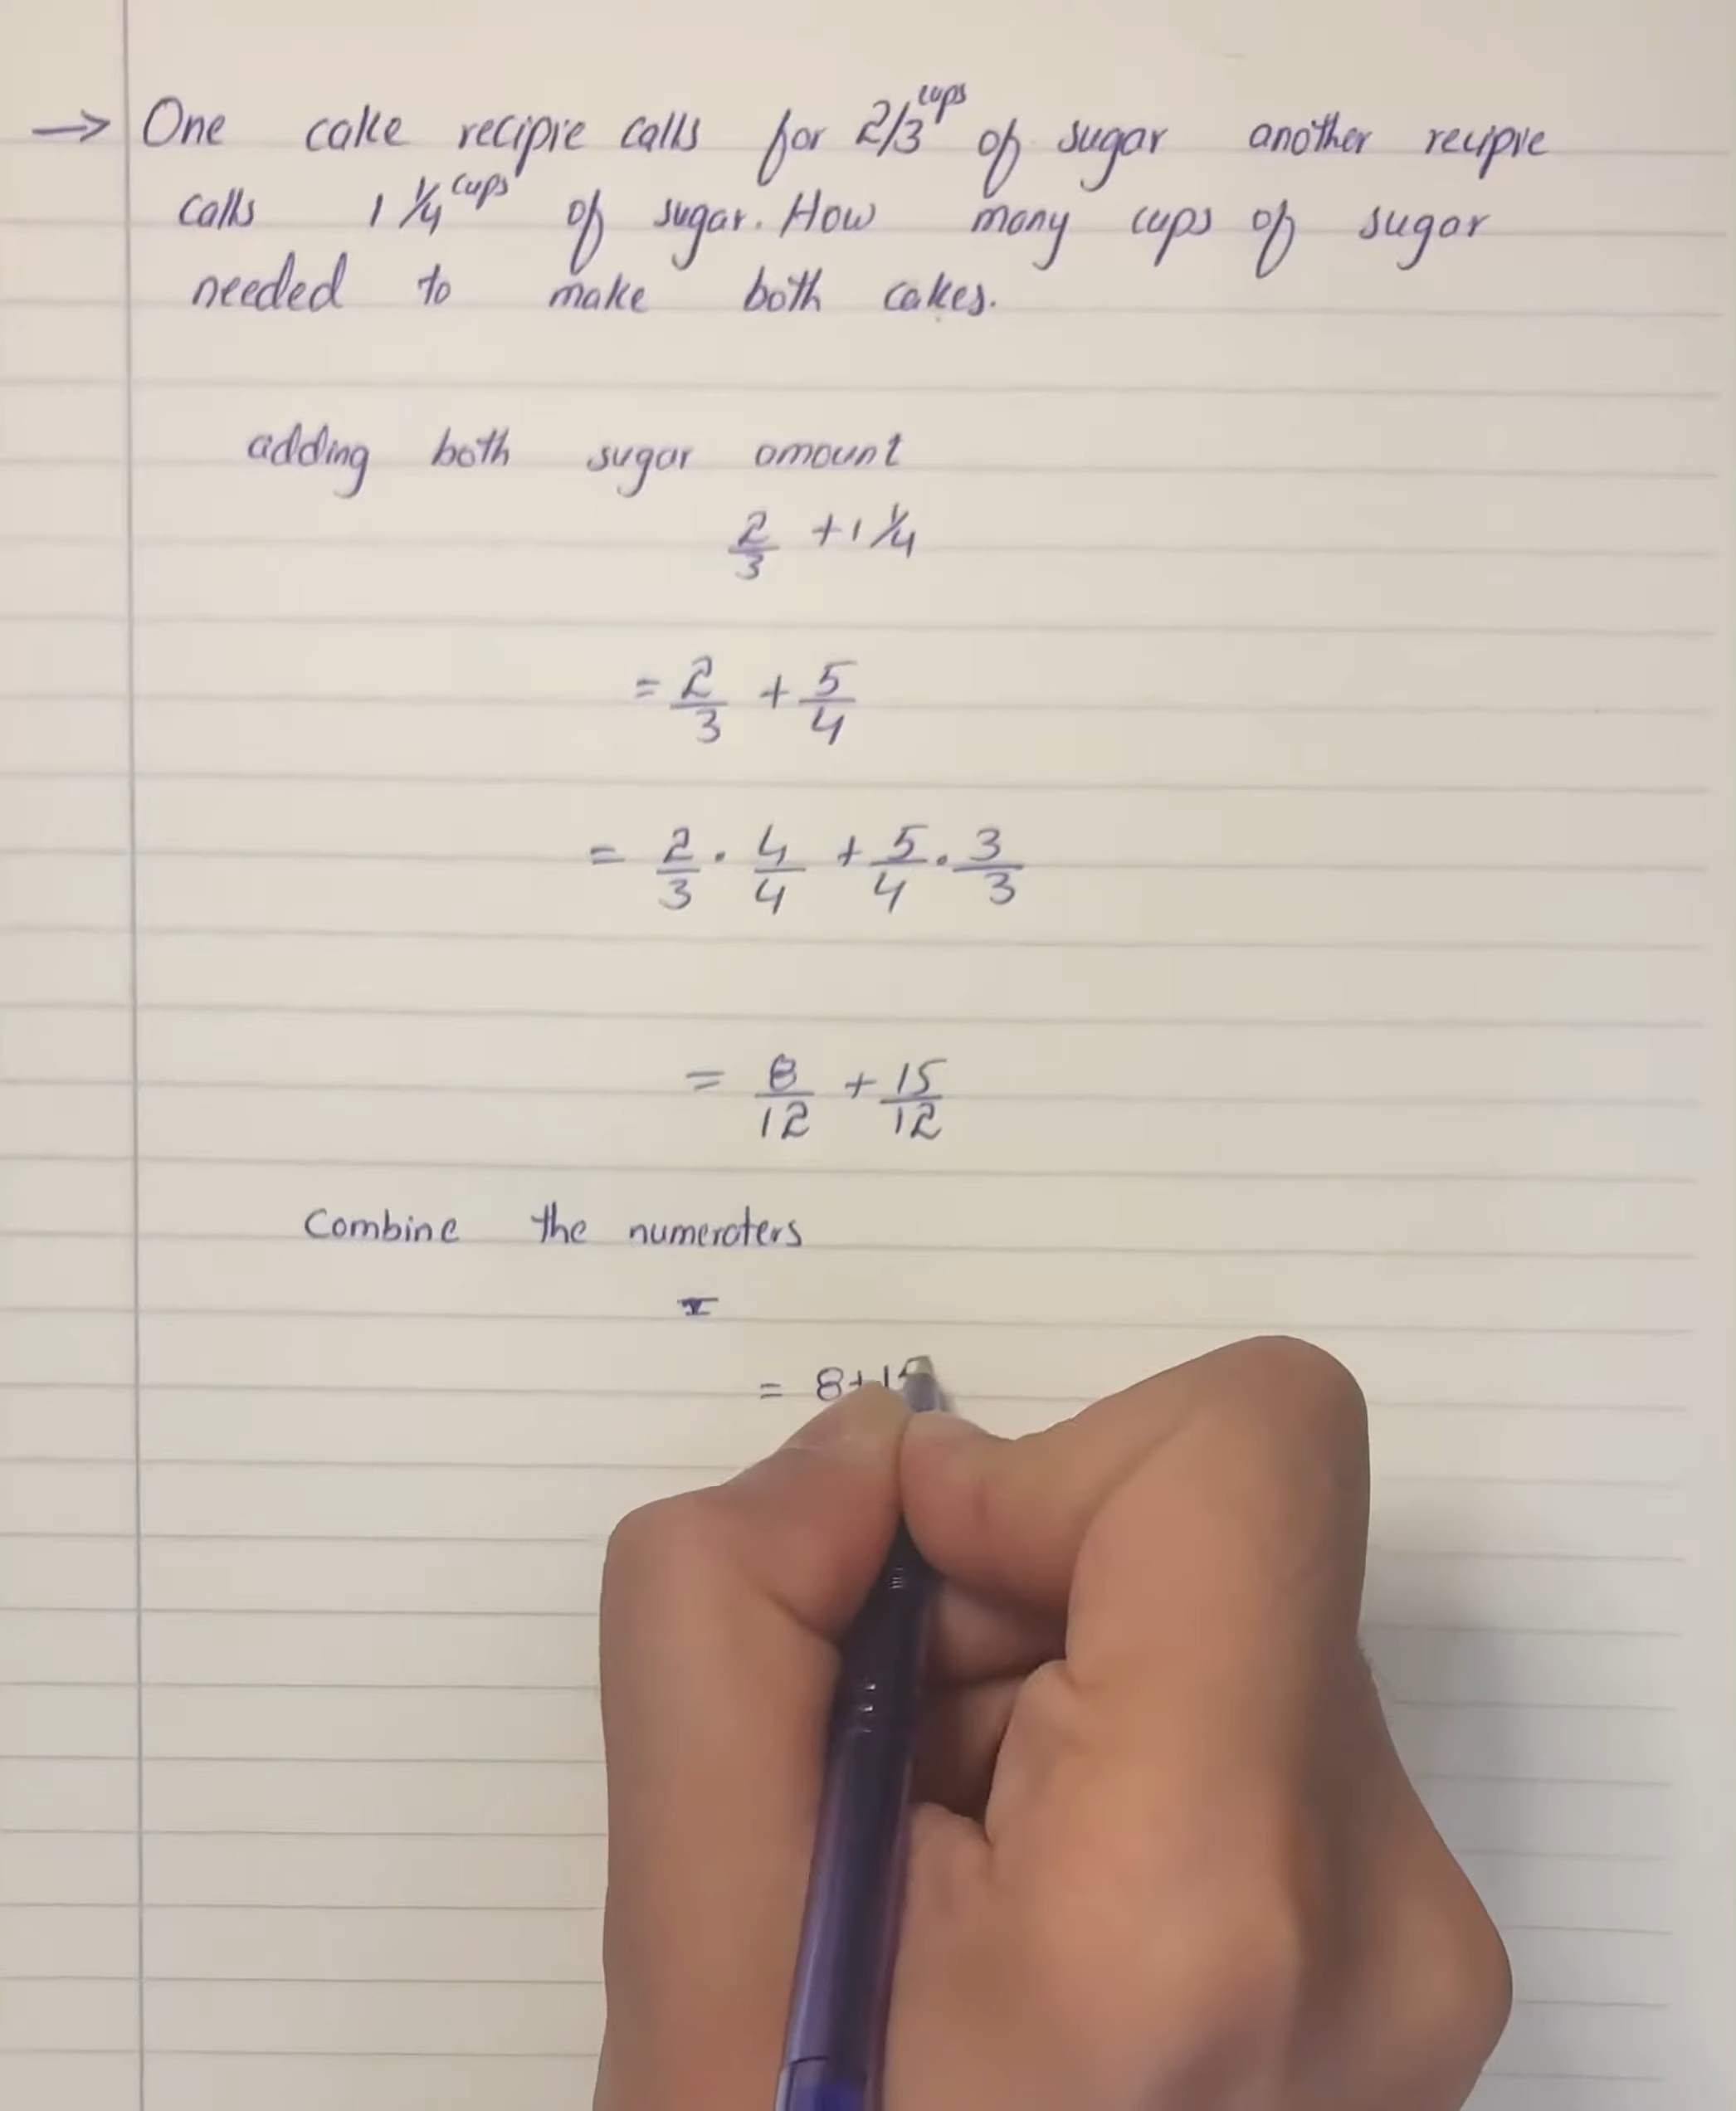 → One cake recipie calls for 2/3 cups of sugar another recipie
calls 1 1/4 cups of sugar. How many cups of sugar
needed to make both cakes.
adding both sugar amount
2/3 + 1 1/4
= 2/3 + 5/4
= 2/3 · 4/4 + 5/4 · 3/3
= 8/12 + 15/12
Combine the numeraters
= 8+1